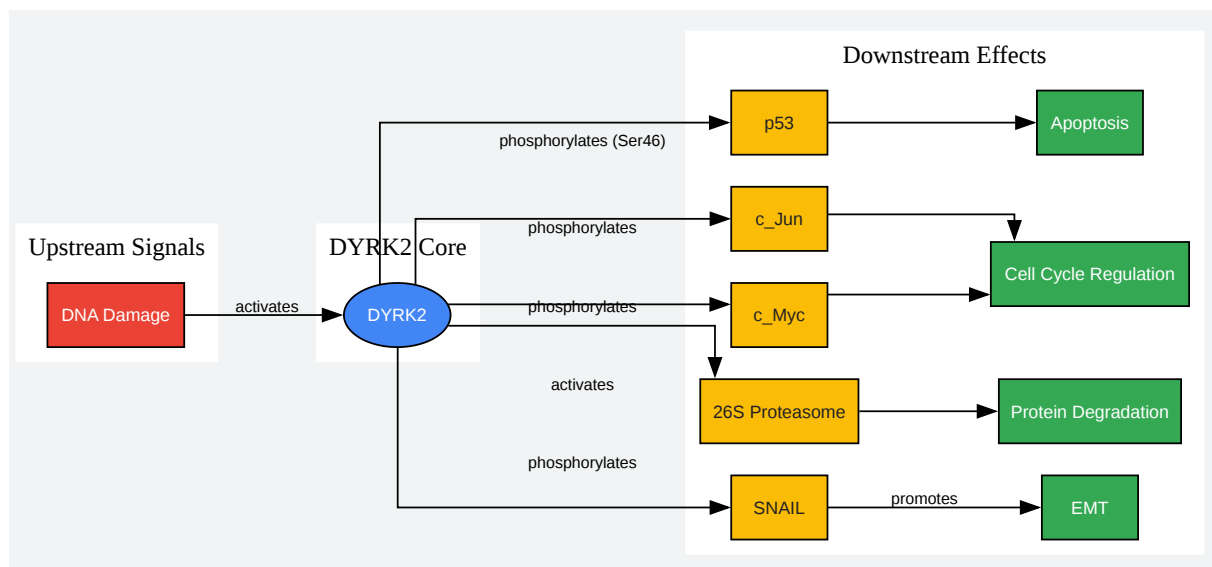 Downstream Effects
p53
Apoptosis
phosphorylates (Ser46)
c_Jun
phosphorylates
Upstream Signals
DYRK2 Core
Cell Cycle Regulation
DNA Damage
activates
DYRK2
phosphorylates
c_Myc
activates
26S Proteasome
Protein Degradation
phosphorylates
SNAIL
promotes
EMT